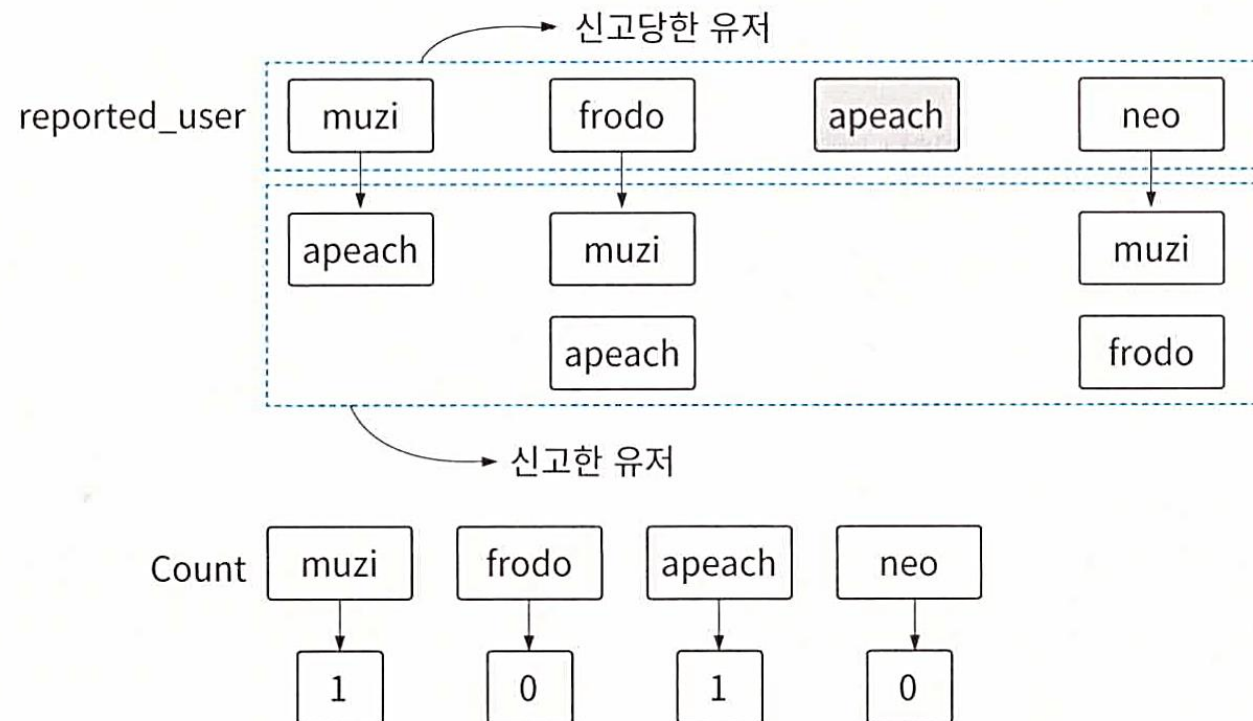 신고당한 유저
reported_user muzi frodo apeach neo
apeach muzi muzi
apeach frodo
신고한 유저
Count muzi frodo apeach neo
1 0 1 0